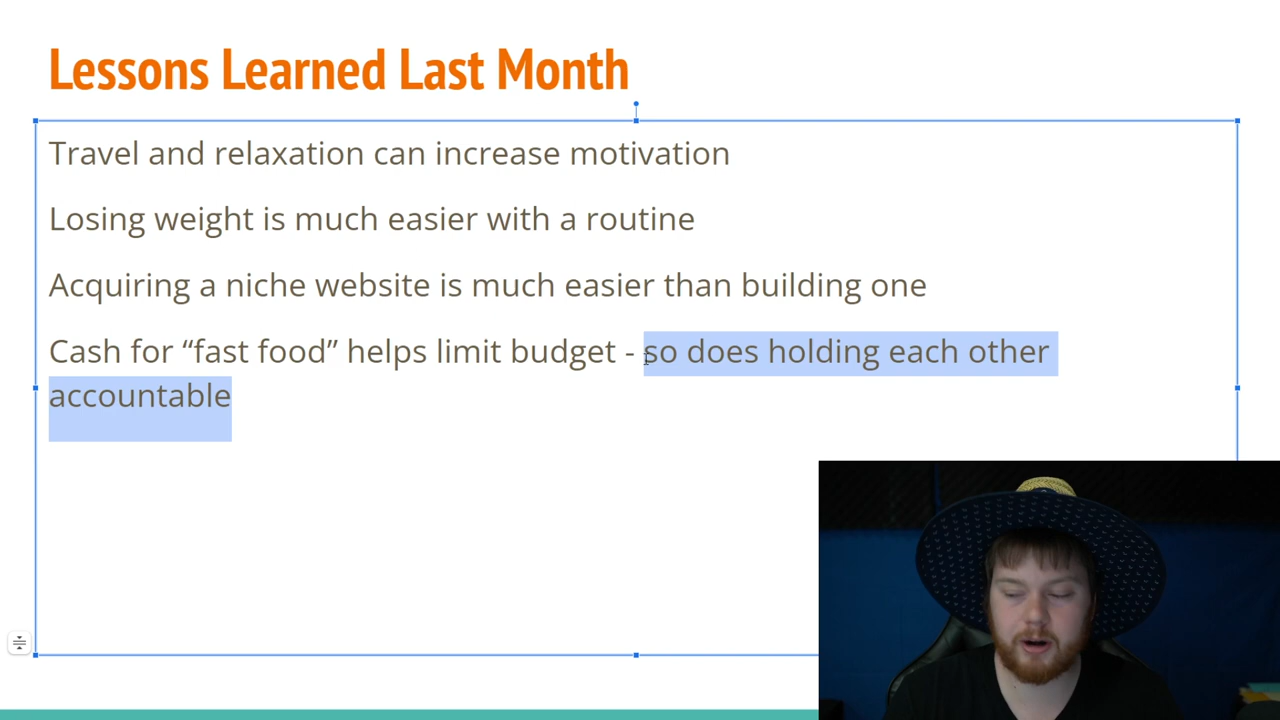 Lessons Learned Last Month
Travel and relaxation can increase motivation
Losing weight is much easier with a routine
Acquiring a niche website is much easier than building one
Cash for “fast food” helps limit budget - so does holding each other
accountable